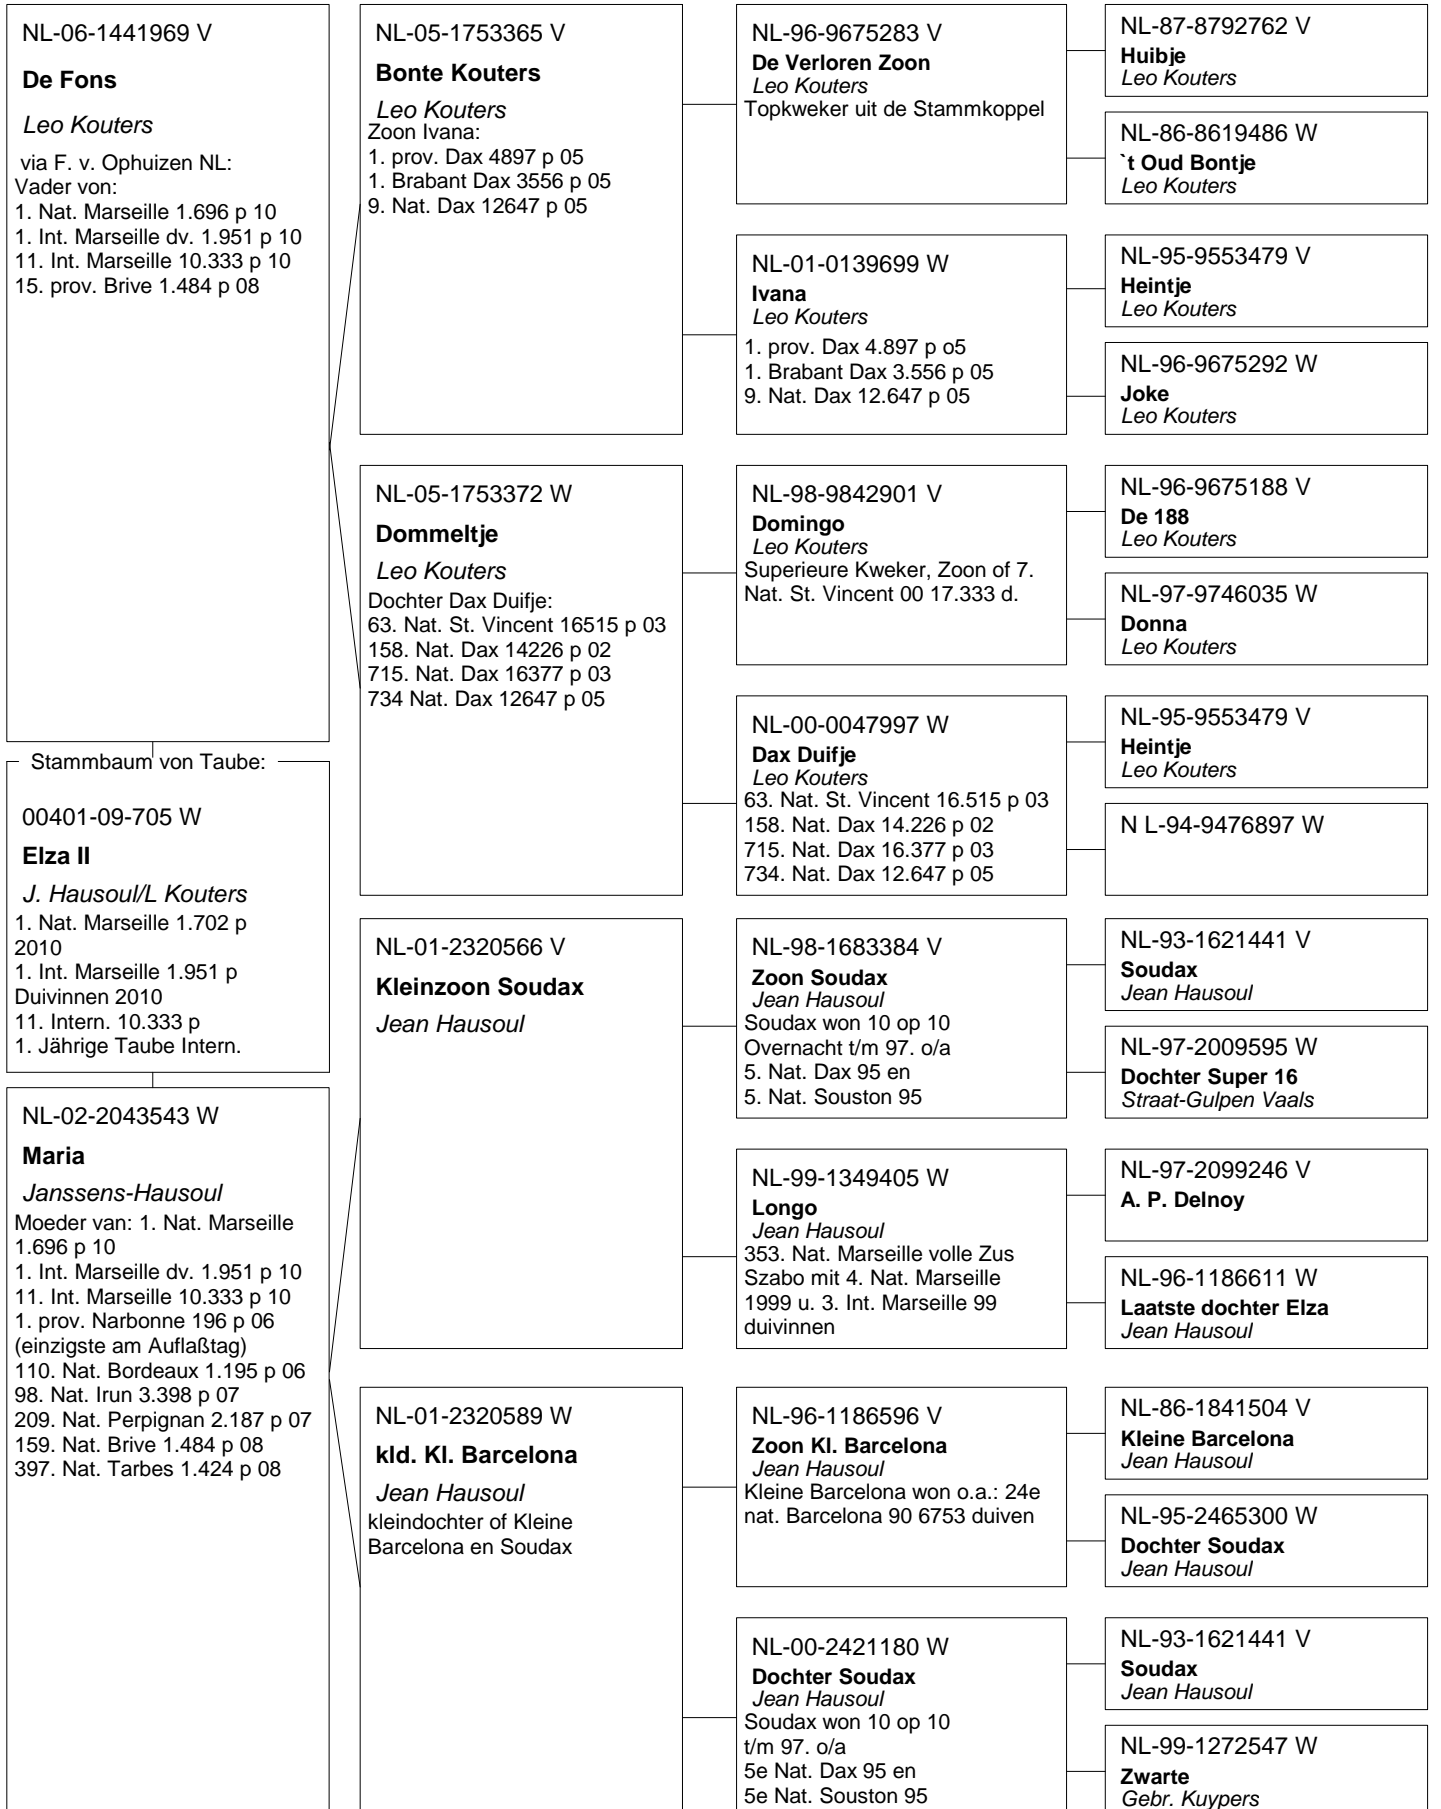 NL-06-1441969 V
De Fons
Leo Kouters
via F. v. Ophuizen NL:
Vader von:
1. Nat. Marseille 1.696 p 10
1. Int. Marseille dv. 1.951 p 10
11. Int. Marseille 10.333 p 10
15. prov. Brive 1.484 p 08
Stammbaum von Taube:
00401-09-705 W
Elza II
J. Hausoul/L Kouters
1. Nat. Marseille 1.702 p
2010
1. Int. Marseille 1.951 p
Duivinnen 2010
11. Intern. 10.333 p
1. Jährige Taube Intern.
NL-02-2043543 W
Maria
Janssens-Hausoul
Moeder van: 1. Nat. Marseille
1.696 p 10
1. Int. Marseille dv. 1.951 p 10
11. Int. Marseille 10.333 p 10
1. prov. Narbonne 196 p 06
(einzigste am Auflaßtag)
110. Nat. Bordeaux 1.195 p 06
98. Nat. Irun 3.398 p 07
209. Nat. Perpignan 2.187 p 07
159. Nat. Brive 1.484 p 08
397. Nat. Tarbes 1.424 p 08
NL-05-1753365 V
Bonte Kouters
Leo Kouters
Zoon Ivana:
1. prov. Dax 4897 p 05
1. Brabant Dax 3556 p 05
9. Nat. Dax 12647 p 05
NL-05-1753372 W
Dommeltje
Leo Kouters
Dochter Dax Duifje:
63. Nat. St. Vincent 16515 p 03
158. Nat. Dax 14226 p 02
715. Nat. Dax 16377 p 03
734 Nat. Dax 12647 p 05
NL-01-2320566 V
Kleinzoon Soudax
Jean Hausoul
NL-01-2320589 W
kld. Kl. Barcelona
Jean Hausoul
kleindochter of Kleine
Barcelona en Soudax
NL-96-9675283 V
De Verloren Zoon
Leo Kouters
Topkweker uit de Stammkoppel
NL-01-0139699 W
Ivana
Leo Kouters
1. prov. Dax 4.897 p o5
1. Brabant Dax 3.556 p 05
9. Nat. Dax 12.647 p 05
NL-98-9842901 V
Domingo
Leo Kouters
Superieure Kweker, Zoon of 7.
Nat. St. Vincent 00 17.333 d.
NL-00-0047997 W
Dax Duifje
Leo Kouters
63. Nat. St. Vincent 16.515 p 03
158. Nat. Dax 14.226 p 02
715. Nat. Dax 16.377 p 03
734. Nat. Dax 12.647 p 05
NL-98-1683384 V
Zoon Soudax
Jean Hausoul
Soudax won 10 op 10
Overnacht t/m 97. o/a
5. Nat. Dax 95 en
5. Nat. Souston 95
NL-99-1349405 W
Longo
Jean Hausoul
353. Nat. Marseille volle Zus
Szabo mit 4. Nat. Marseille
1999 u. 3. Int. Marseille 99
duivinnen
NL-96-1186596 V
Zoon Kl. Barcelona
Jean Hausoul
Kleine Barcelona won o.a.: 24e
nat. Barcelona 90 6753 duiven
NL-00-2421180 W
Dochter Soudax
Jean Hausoul
Soudax won 10 op 10
t/m 97. o/a
5e Nat. Dax 95 en
5e Nat. Souston 95
NL-87-8792762 V
Huibje
Leo Kouters
NL-86-8619486 W
`t Oud Bontje
Leo Kouters
NL-95-9553479 V
Heintje
Leo Kouters
NL-96-9675292 W
Joke
Leo Kouters
NL-96-9675188 V
De 188
Leo Kouters
NL-97-9746035 W
Donna
Leo Kouters
NL-95-9553479 V
Heintje
Leo Kouters
N L-94-9476897 W
NL-93-1621441 V
Soudax
Jean Hausoul
NL-97-2009595 W
Dochter Super 16
Straat-Gulpen Vaals
NL-97-2099246 V
A. P. Delnoy
NL-96-1186611 W
Laatste dochter Elza
Jean Hausoul
NL-86-1841504 V
Kleine Barcelona
Jean Hausoul
NL-95-2465300 W
Dochter Soudax
Jean Hausoul
NL-93-1621441 V
Soudax
Jean Hausoul
NL-99-1272547 W
Zwarte
Gebr. Kuypers